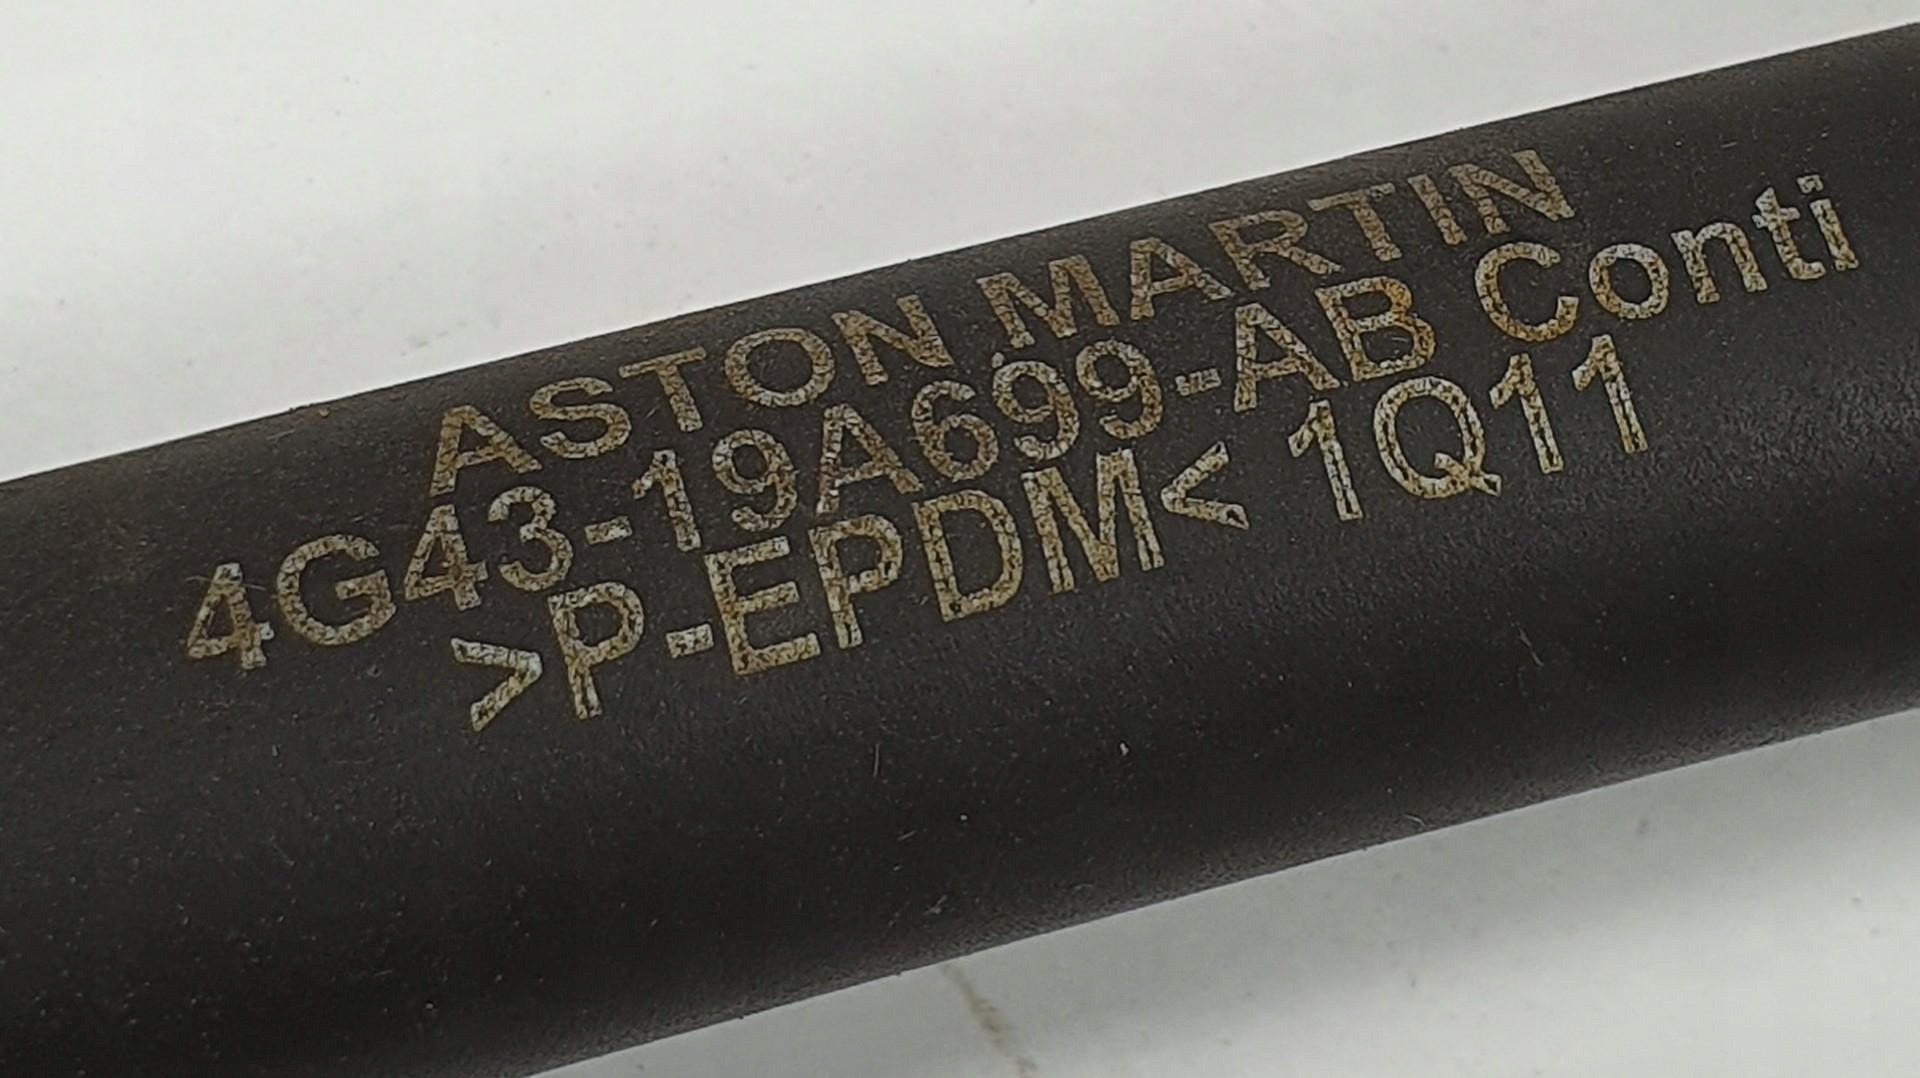 ASTON MARTIN
4G43-19A699-AB Conti
>P-EPDM< 1Q11